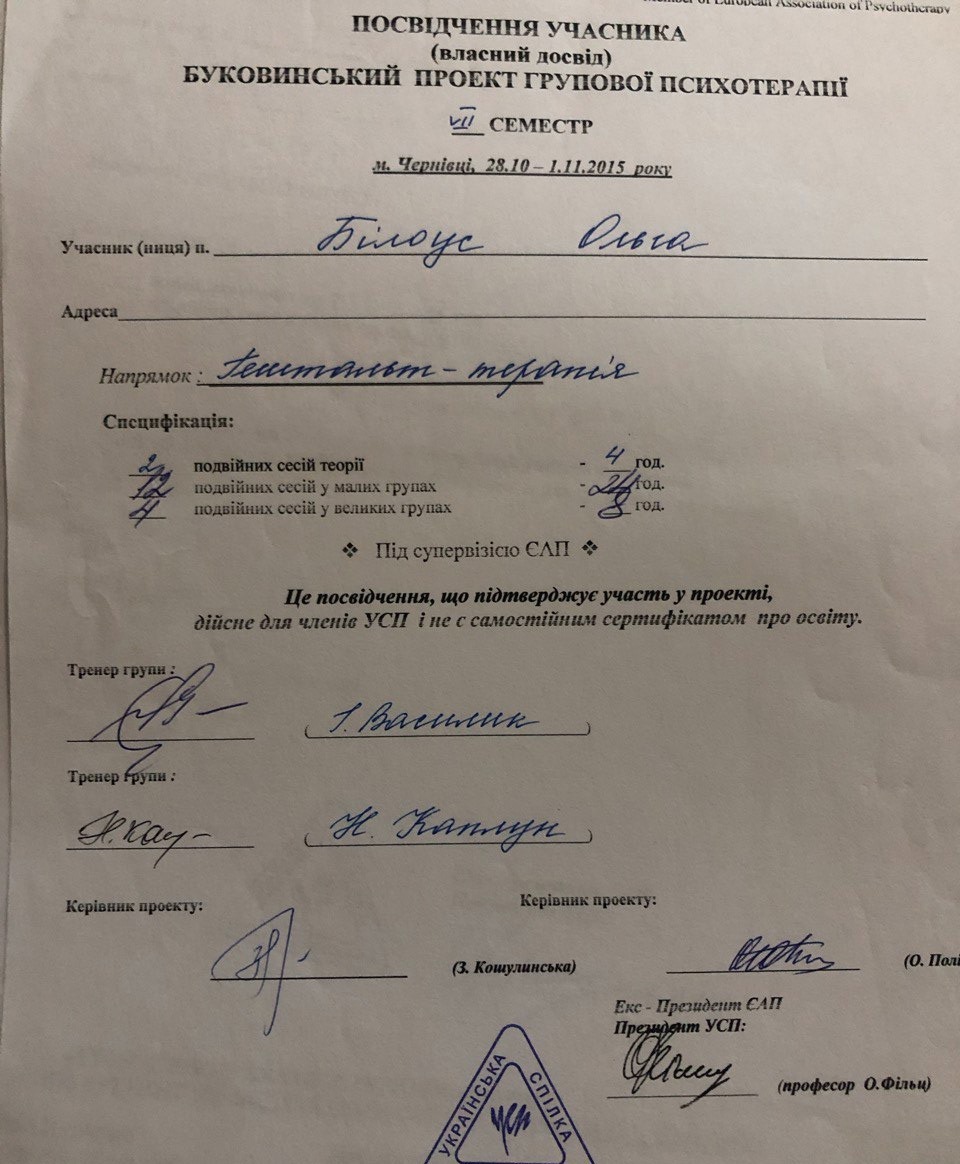 Member of European Association of Psychotherapy
ПОСВІДЧЕННЯ УЧАСНИКА
(власний досвід)
БУКОВИНСЬКИЙ ПРОЕКТ ГРУПОВОЇ ПСИХОТЕРАПІЇ
VII СЕМЕСТР
м. Чернівці, 28.10 – 1.11.2015 року
Учасник (ниця) п. Білоус Ольга
Адреса
Напрямок : Гештальт - терапія
Специфікація:
2 подвійних сесій теорії - 4 год.
12 подвійних сесій у малих групах - 24 год.
4 подвійних сесій у великих групах - 8 год.
❖ Під супервізією ЄАП ❖
Це посвідчення, що підтверджує участь у проекті,
дійсне для членів УСП і не є самостійним сертифікатом про освіту.
Тренер групи :
(І. Василик)
Тренер групи :
(Н. Каплун)
Керівник проекту: Керівник проекту:
(З. Кошулинська) (О. Полі
Екс - Президент ЄАП
Президент УСП:
(професор О.Фільц)
УКРАЇНСЬКА СПІЛКА
усп